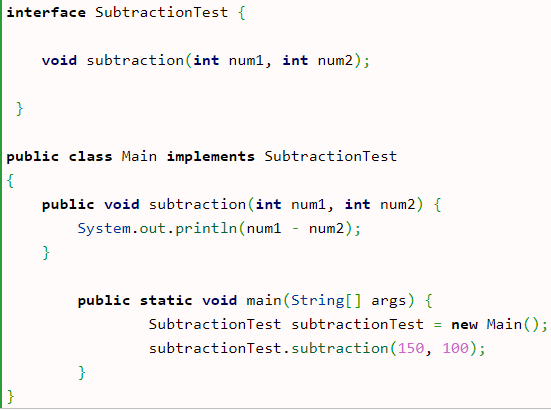 interface SubtractionTest {
void subtraction(int num1, int num2);
}
public class Main implements SubtractionTest
{
public void subtraction(int num1, int num2) {
System.out.println(num1 - num2);
}
public static void main(String[] args) {
SubtractionTest subtractionTest = new Main();
subtractionTest.subtraction(150, 100);
}
}